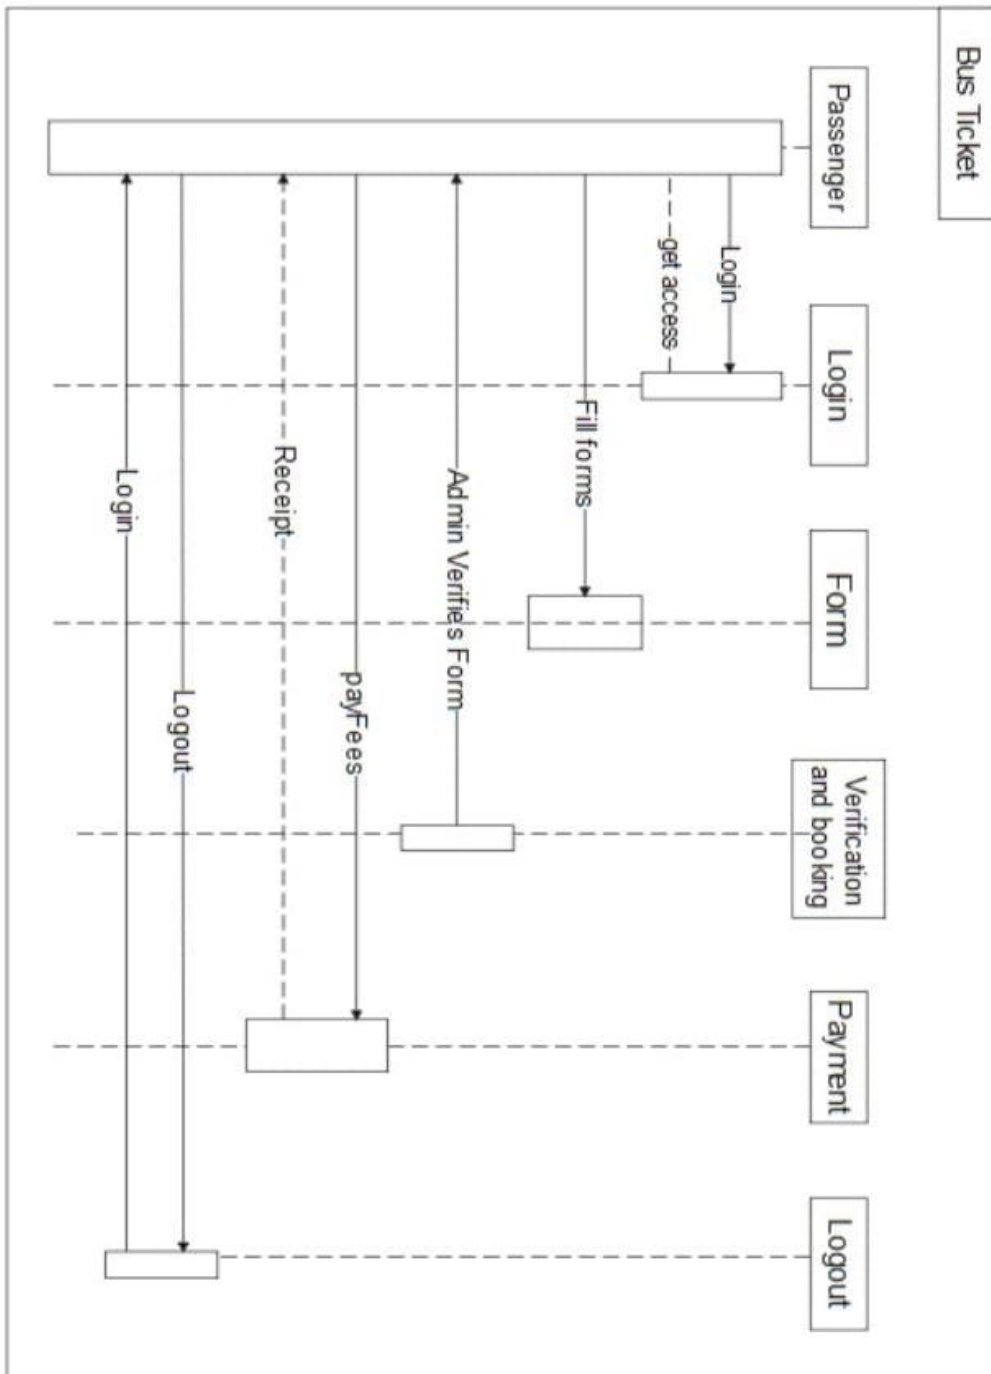 Bus Ticket
Passenger
Login
Form
Verification
and booking
Payment
Logout
Login
get access
Fill forms
Admin Verifie's Form
payFees
Receipt
Logout
Login